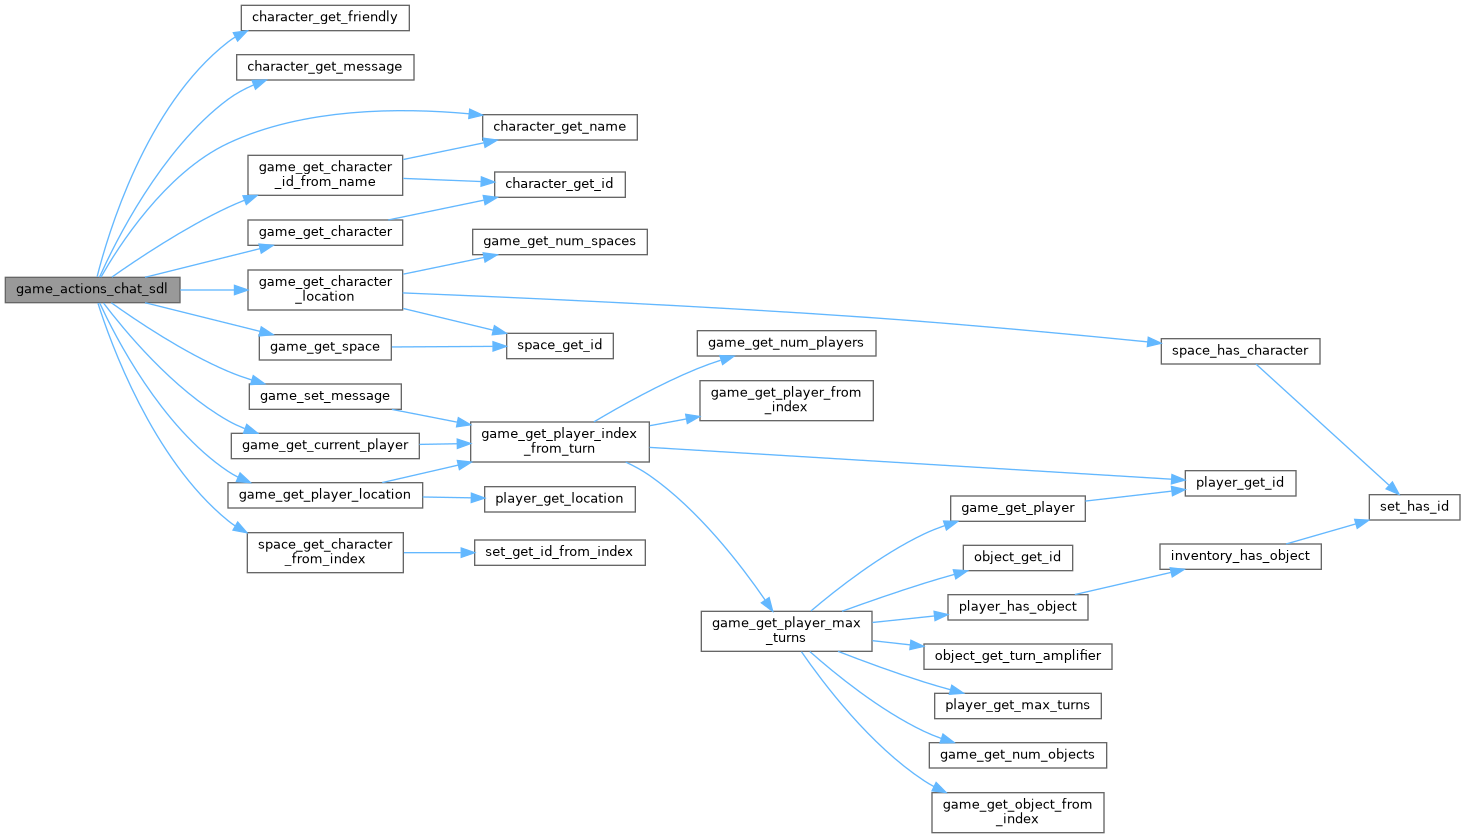 character_get_friendly
character_get_message
character_get_name
game_get_character
_id_from_name
character_get_id
game_get_character
game_get_num_spaces
game_actions_chat_sdl
game_get_character
_location
game_get_space
space_get_id
game_get_num_players
space_has_character
game_set_message
game_get_player_from
_index
game_get_current_player
game_get_player_index
_from_turn
game_get_player_location
player_get_location
player_get_id
game_get_player
set_has_id
space_get_character
_from_index
set_get_id_from_index
object_get_id
inventory_has_object
player_has_object
game_get_player_max
_turns
object_get_turn_amplifier
player_get_max_turns
game_get_num_objects
game_get_object_from
_index